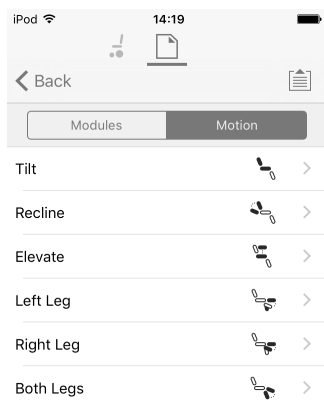 iPod 14:19
Back
Modules Motion
Tilt
Recline
Elevate
Left Leg
Right Leg
Both Legs